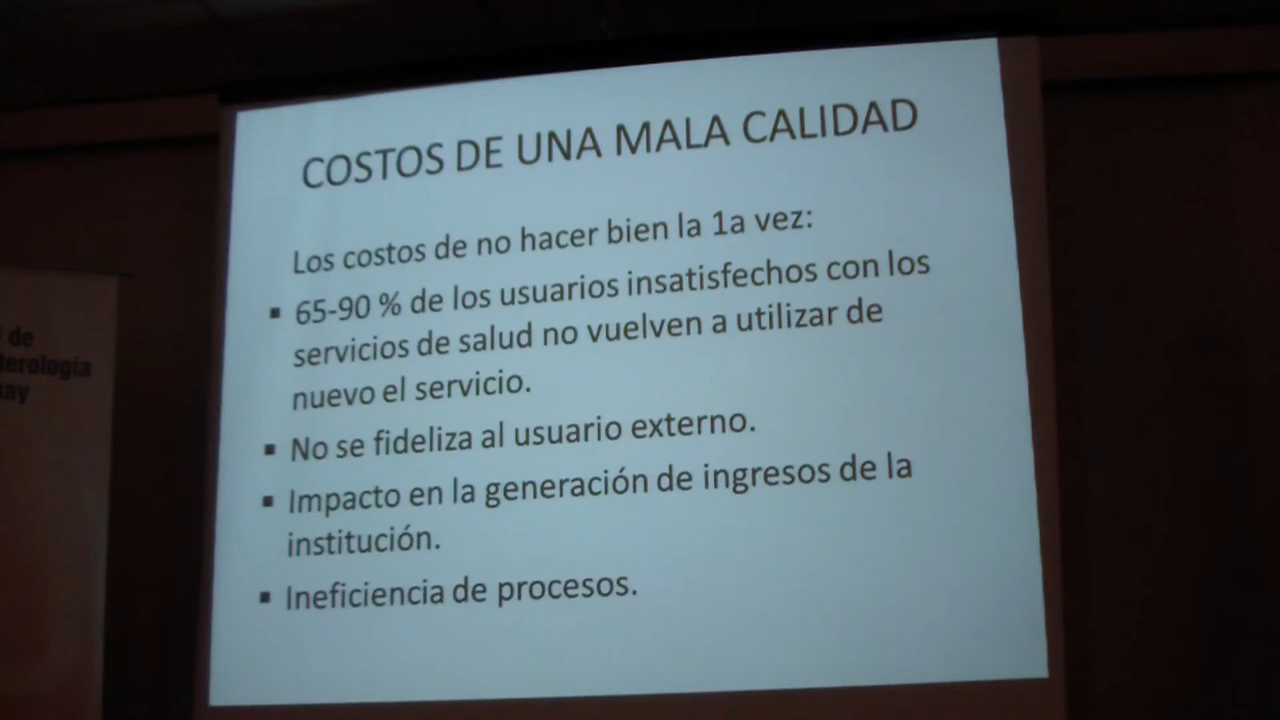 COSTOS DE UNA MALA CALIDAD
Los costos de no hacer bien la 1a vez:
▪ 65-90 % de los usuarios insatisfechos con los
servicios de salud no vuelven a utilizar de
nuevo el servicio.
▪ No se fideliza al usuario externo.
▪ Impacto en la generación de ingresos de la
institución.
▪ Ineficiencia de procesos.
de
terología
ay